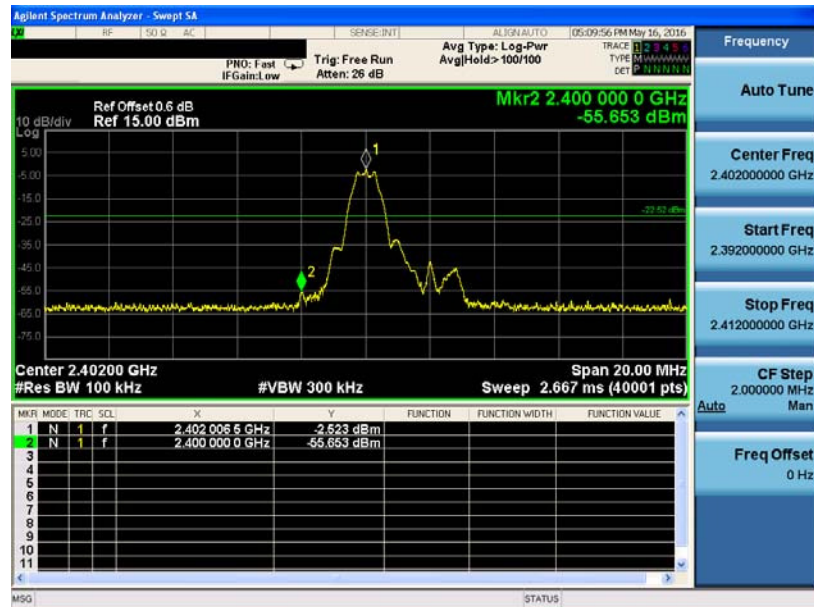 Agilent Spectrum Analyzer - Swept SA
RF 50 Ω AC SENSE:INT ALIGNAUTO 05:09:56 PM May 16, 2016
PNO: Fast
IFGain:Low
Trig: Free Run
Atten: 26 dB
Avg Type: Log-Pwr
Avg|Hold:> 100/100
TRACE 1 2 3 4 5 6
TYPE M
DET P N N N N N
Ref Offset 0.6 dB
Ref 15.00 dBm
10 dB/div
Log
Mkr2 2.400 000 0 GHz
-55.653 dBm
5.00
-5.00
-15.0
-25.0
-35.0
-45.0
-55.0
-65.0
-75.0
1
2
-22.52 dBm
Center 2.40200 GHz
#Res BW 100 kHz
#VBW 300 kHz
Span 20.00 MHz
Sweep 2.667 ms (40001 pts)
MKR MODE TRC SCL X Y FUNCTION FUNCTION WIDTH FUNCTION VALUE
1 N 1 f 2.402 006 5 GHz -2.523 dBm
2 N 1 f 2.400 000 0 GHz -55.653 dBm
3
4
5
6
7
8
9
10
11
MSG STATUS
Frequency
Auto Tune
Center Freq
2.402000000 GHz
Start Freq
2.392000000 GHz
Stop Freq
2.412000000 GHz
CF Step
2.000000 MHz
Auto Man
Freq Offset
0 Hz